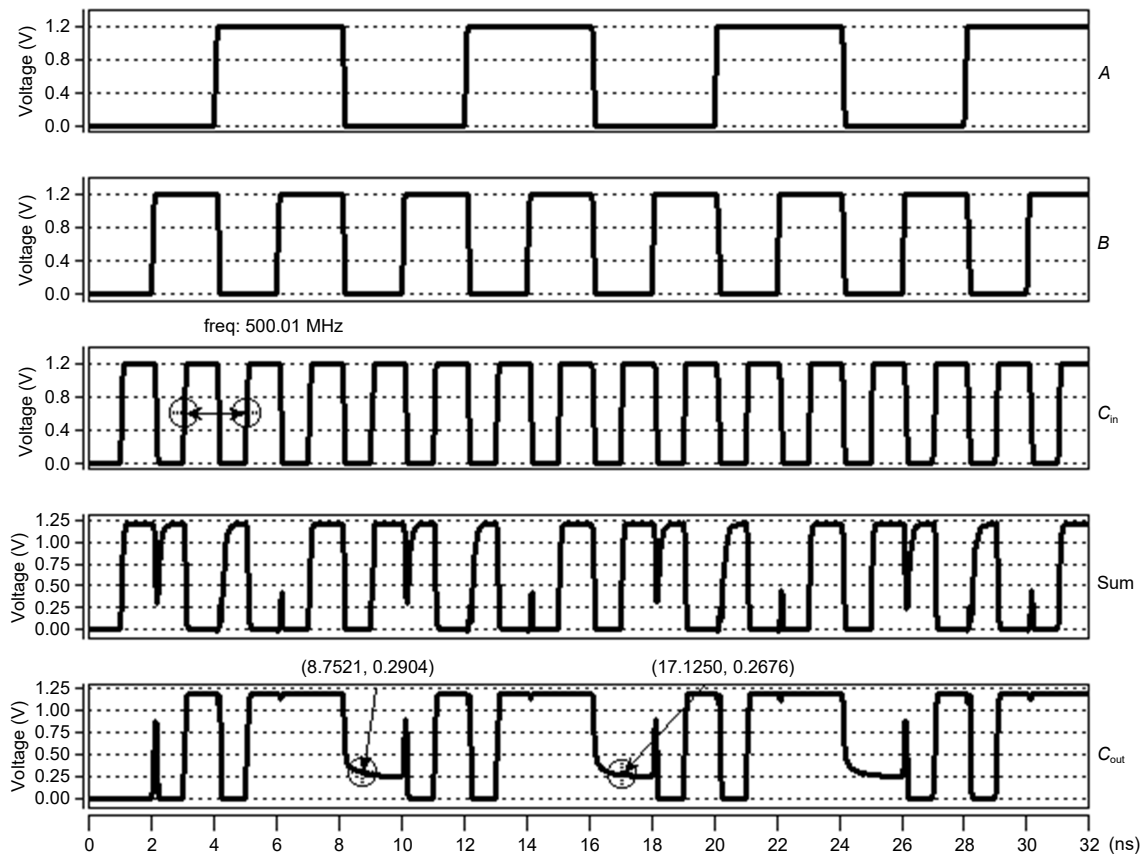 1.2
0.8
0.4
0.0
Voltage (V)
A
1.2
0.8
0.4
0.0
Voltage (V)
B
freq: 500.01 MHz
1.2
0.8
0.4
0.0
Voltage (V)
Cin
1.25
1.00
0.75
0.50
0.25
0.00
Voltage (V)
Sum
(8.7521, 0.2904)
(17.1250, 0.2676)
1.25
1.00
0.75
0.50
0.25
0.00
Voltage (V)
Cout
0 2 4 6 8 10 12 14 16 18 20 22 24 26 28 30 32 (ns)